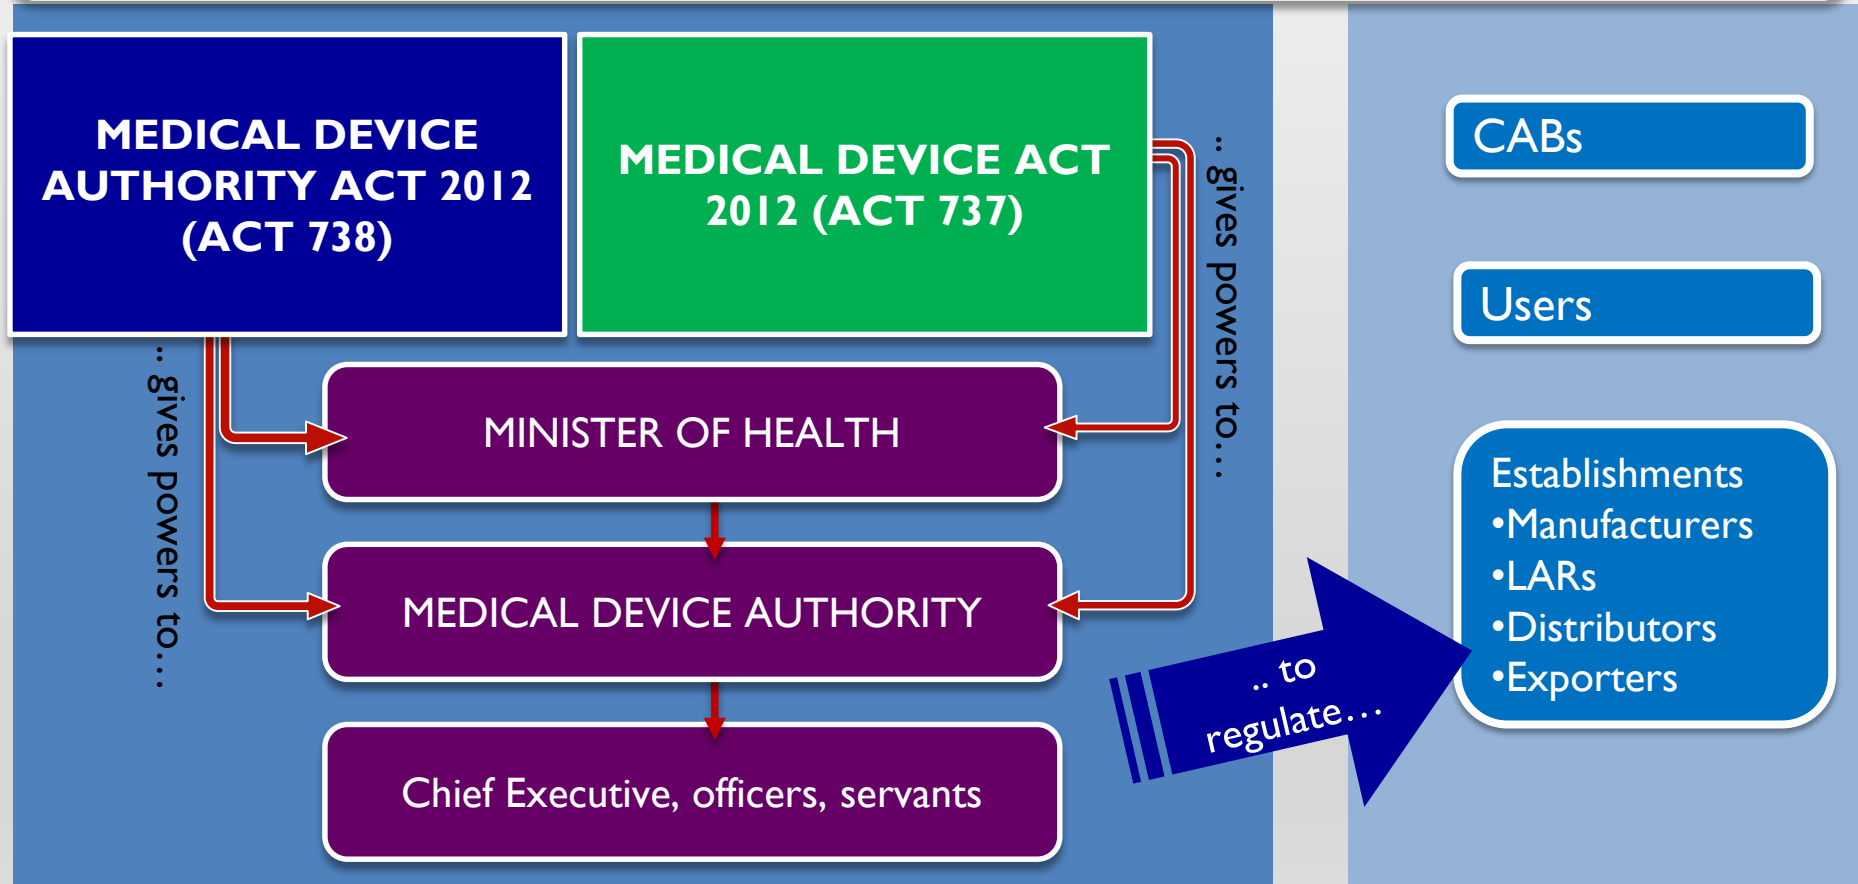 MEDICAL DEVICE
AUTHORITY ACT 2012
(ACT 738)
MEDICAL DEVICE ACT
2012 (ACT 737)
.. gives powers to…
.. gives powers to…
MINISTER OF HEALTH
MEDICAL DEVICE AUTHORITY
Chief Executive, officers, servants
.. to
regulate…
CABs
Users
Establishments
•Manufacturers
•LARs
•Distributors
•Exporters